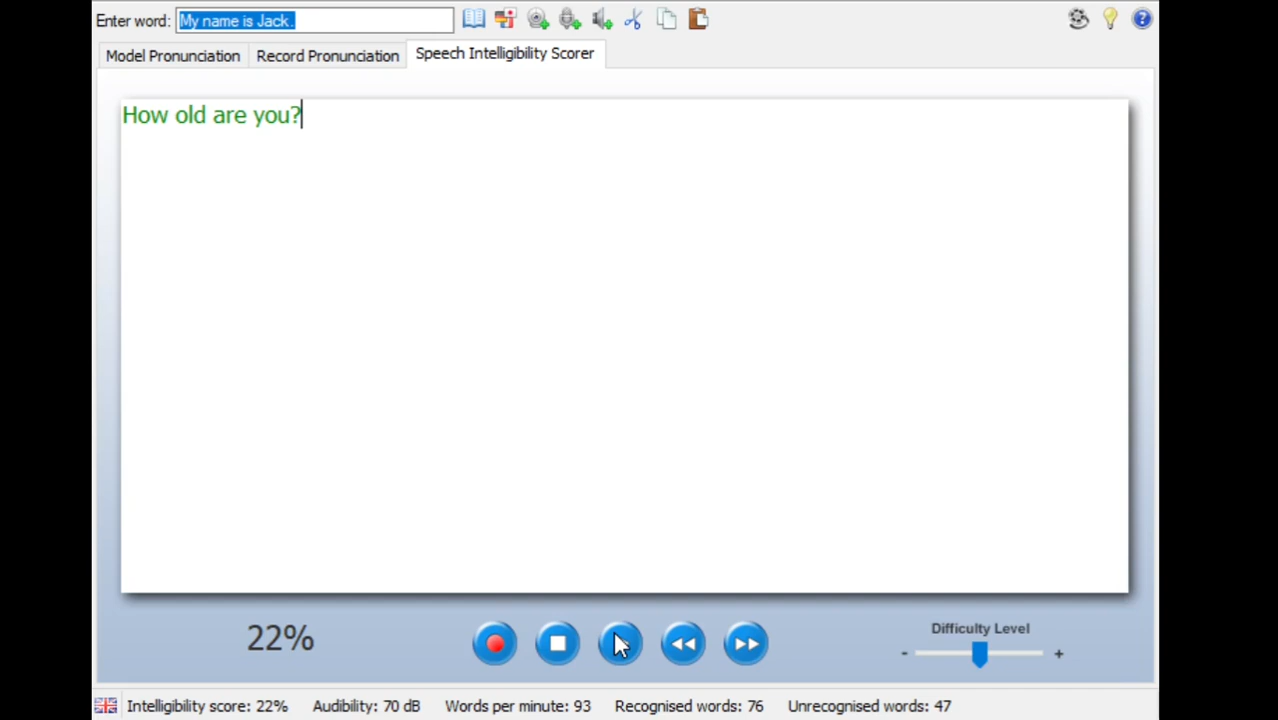 Enter word: My name is Jack.
Model Pronunciation Record Pronunciation Speech Intelligibility Scorer
How old are you?
22%
Difficulty Level
- +
Intelligibility score: 22% Audibility: 70 dB Words per minute: 93 Recognised words: 76 Unrecognised words: 47